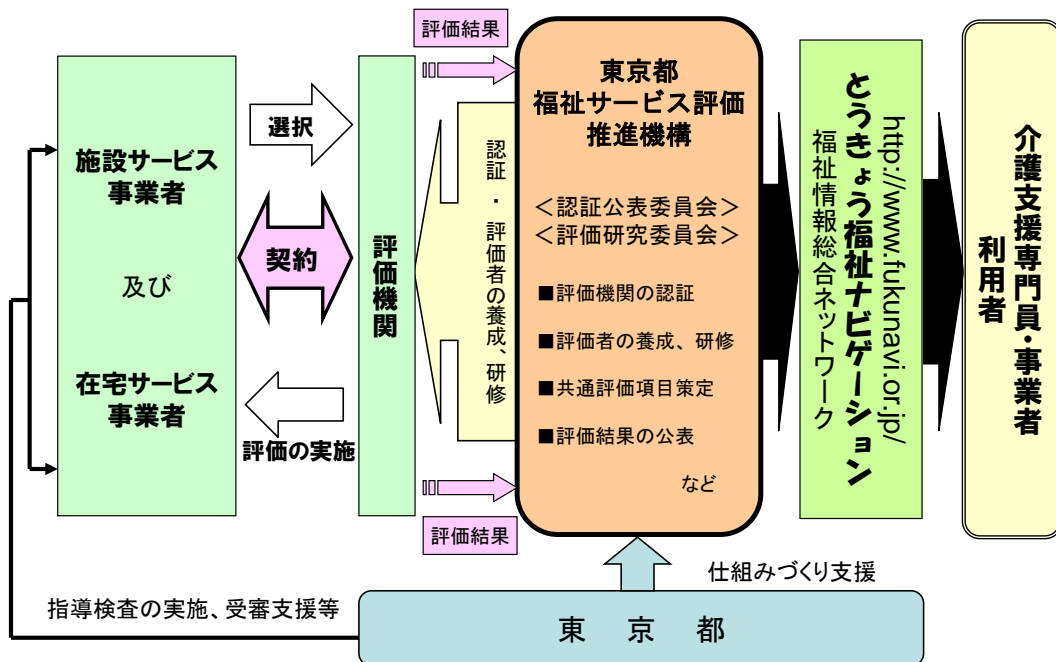 施設サービス
事業者
及び
在宅サービス
事業者
選択
契約
評価の実施
評価機関
評価結果
認証・評価者の養成、研修
評価結果
東京都
福祉サービス評価
推進機構
＜認証公表委員会＞
＜評価研究委員会＞
■評価機関の認証
■評価者の養成、研修
■共通評価項目策定
■評価結果の公表
など
http://www.fukunavi.or.jp/
とうきょう福祉ナビゲーション
福祉情報総合ネットワーク
介護支援専門員・事業者
利用者
仕組みづくり支援
指導検査の実施、受審支援等
東京都